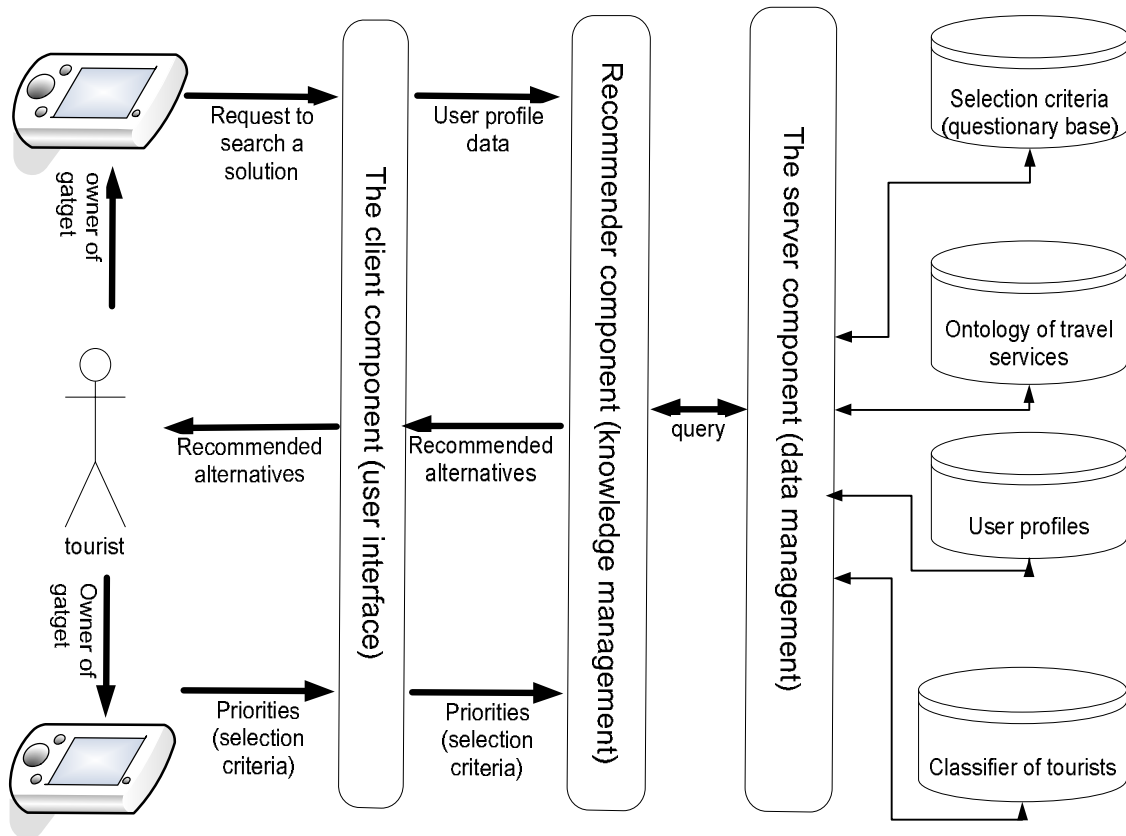 Request to
search a
solution
User profile
data
owner of
gatget
The client component (user interface)
Recommender component (knowledge management)
The server component (data management)
Selection criteria
(questionary base)
Ontology of travel
services
Recommended
alternatives
Recommended
alternatives
query
tourist
User profiles
Owner of
gatget
Priorities
(selection
criteria)
Priorities
(selection
criteria)
Classifier of tourists